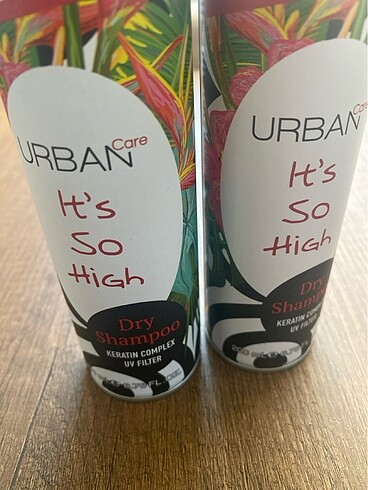 URBAN Care
It's
So
High
Dry
Shampoo
KERATIN COMPLEX
UV FILTER
URBAN Care
It's
So
High
Dry
Shampoo
KERATIN COMPLEX
UV FILTER